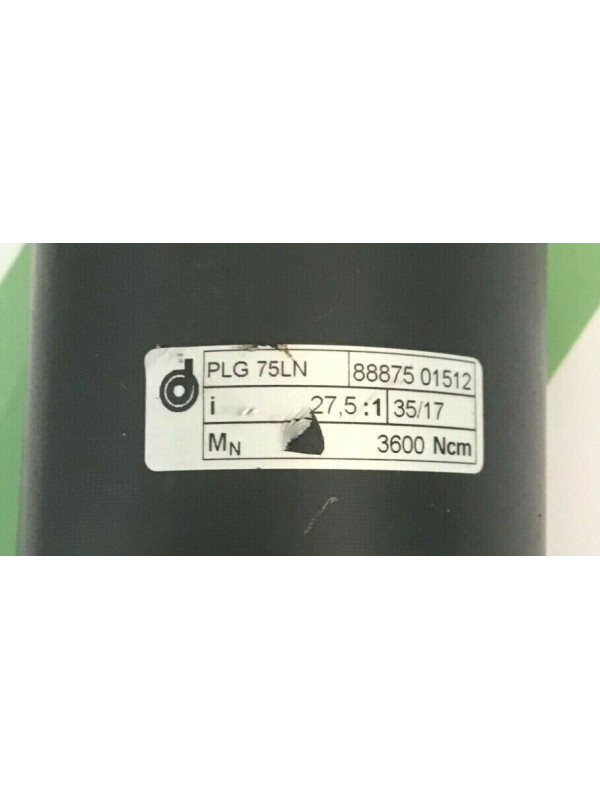 PLG 75LN 88875 01512
i 27,5 :1 35/17
MN 3600 Ncm